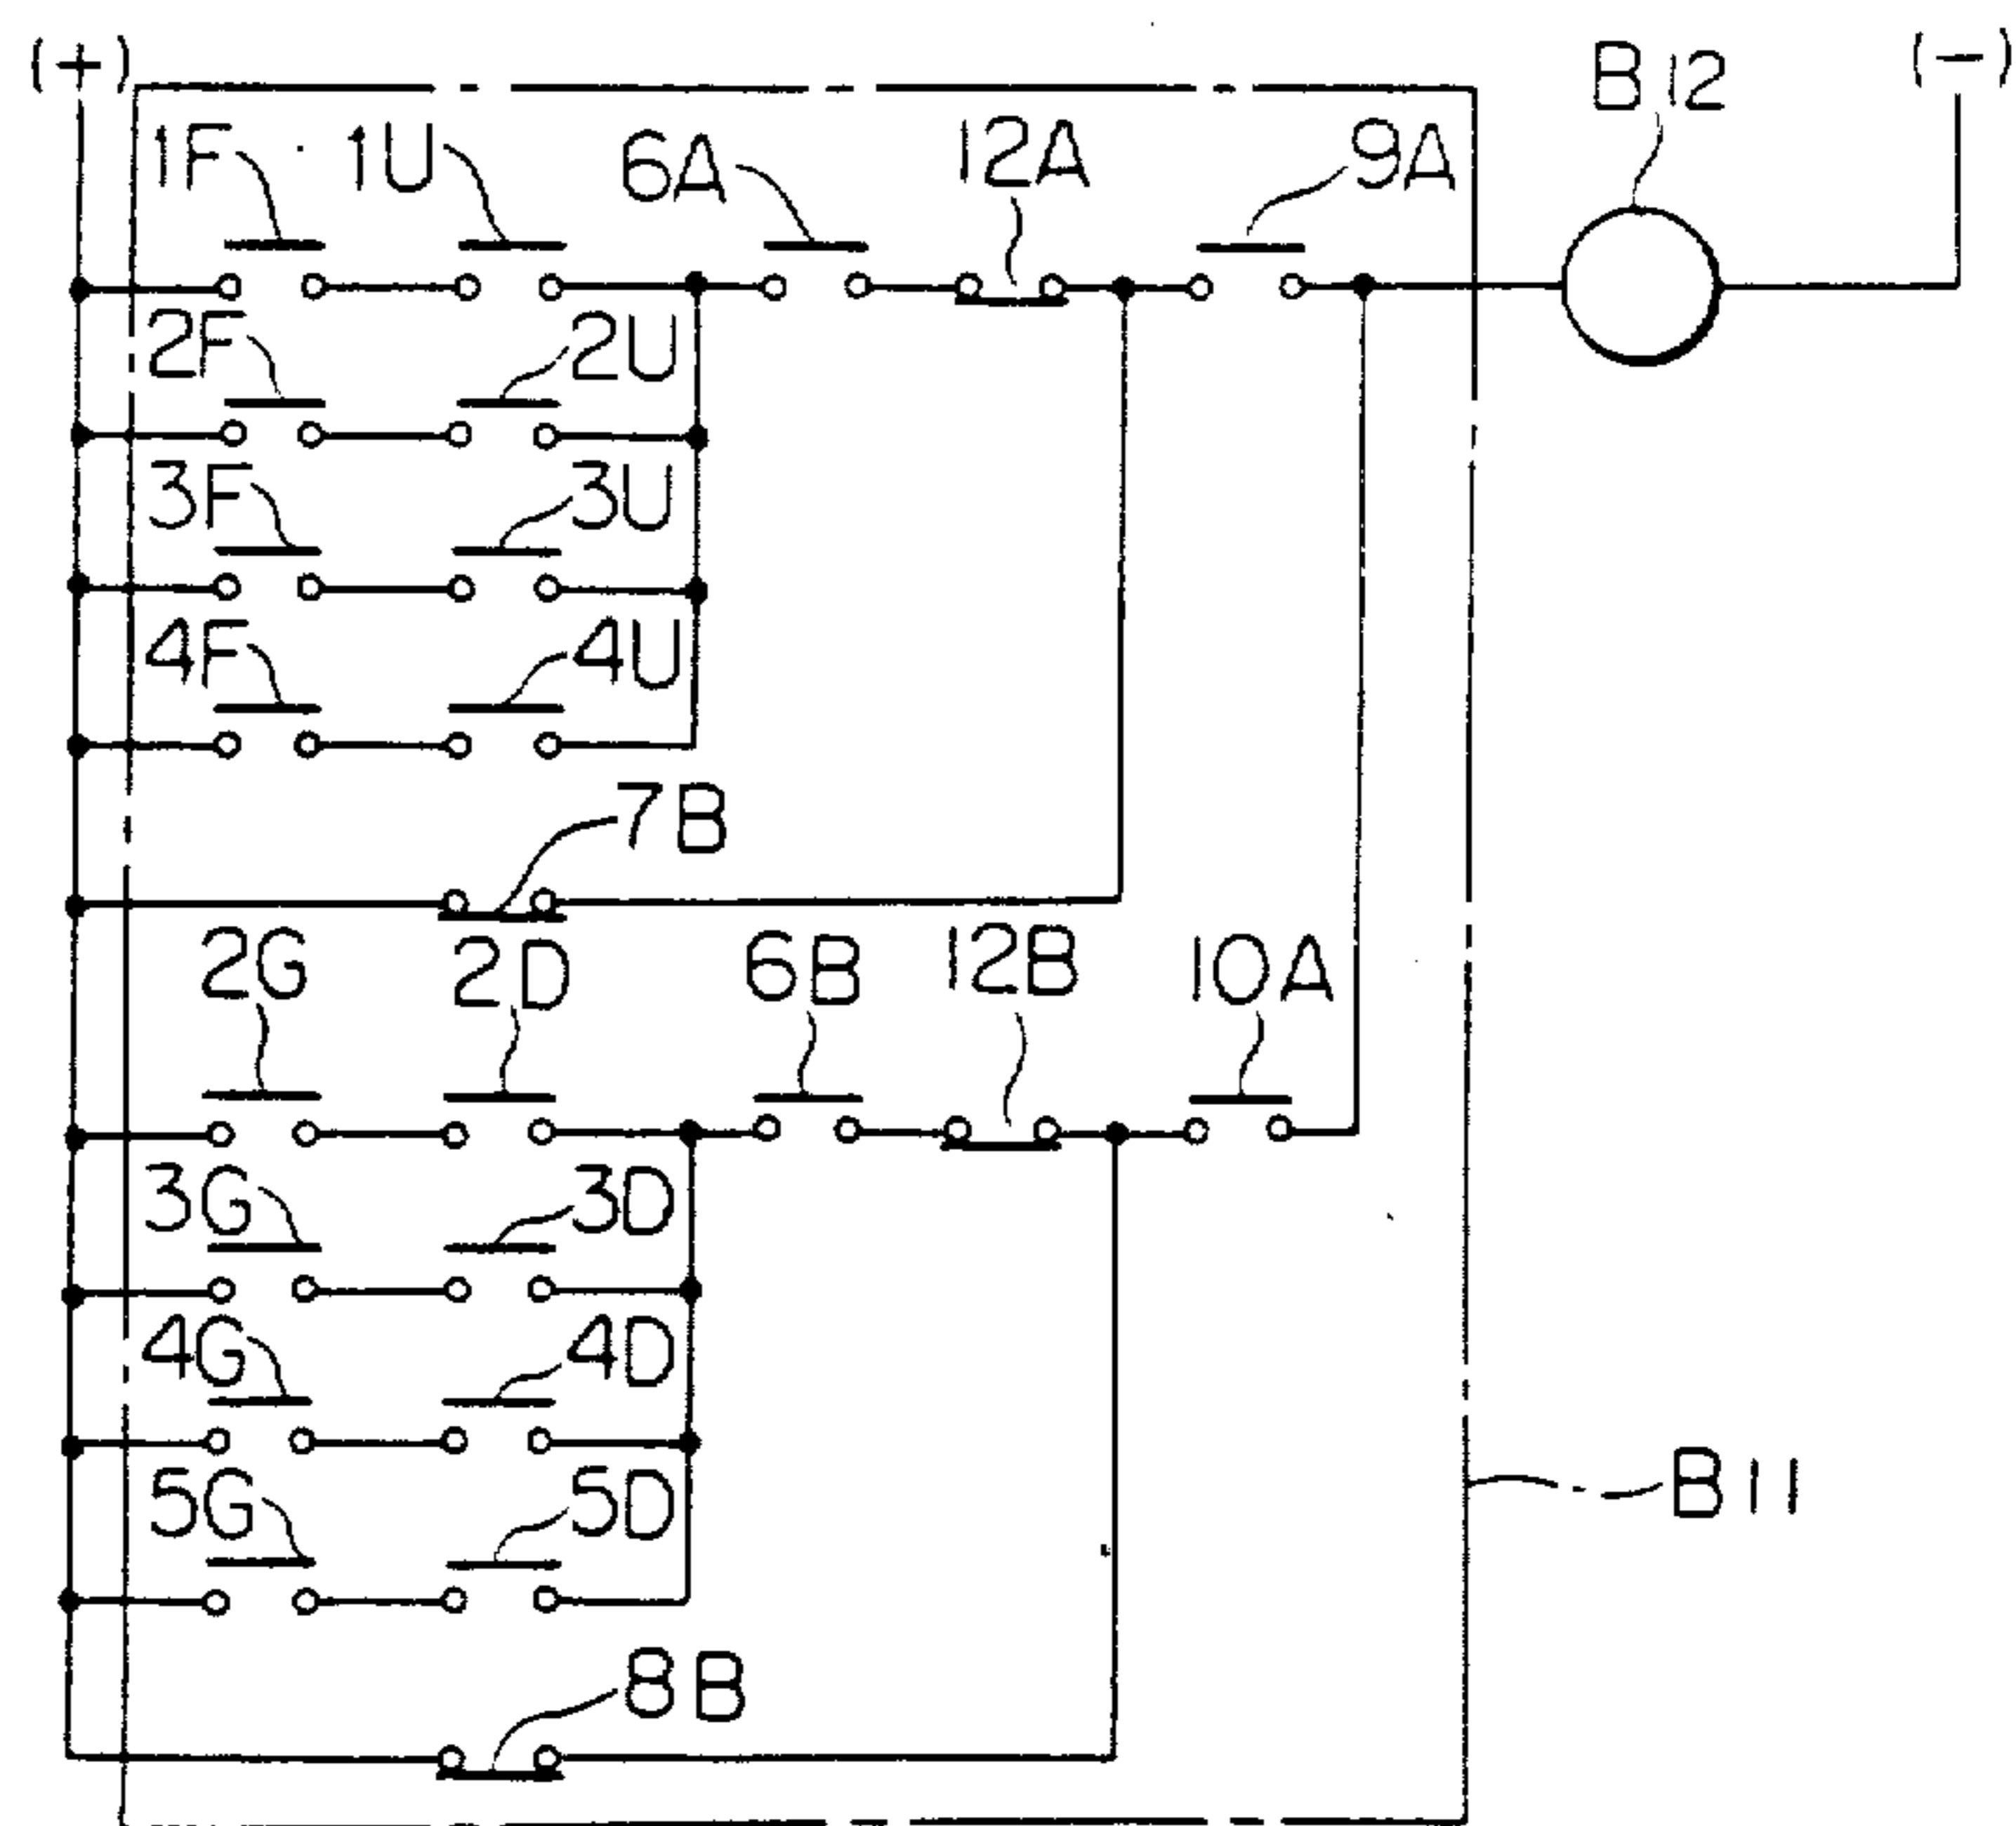 (+) B12 (-)
1F 1U 6A 12A 9A
2F 2U
3F 3U
4F 4U
7B
2G 2D 6B 12B 10A
3G 3D
4G 4D
5G 5D
B11
8B